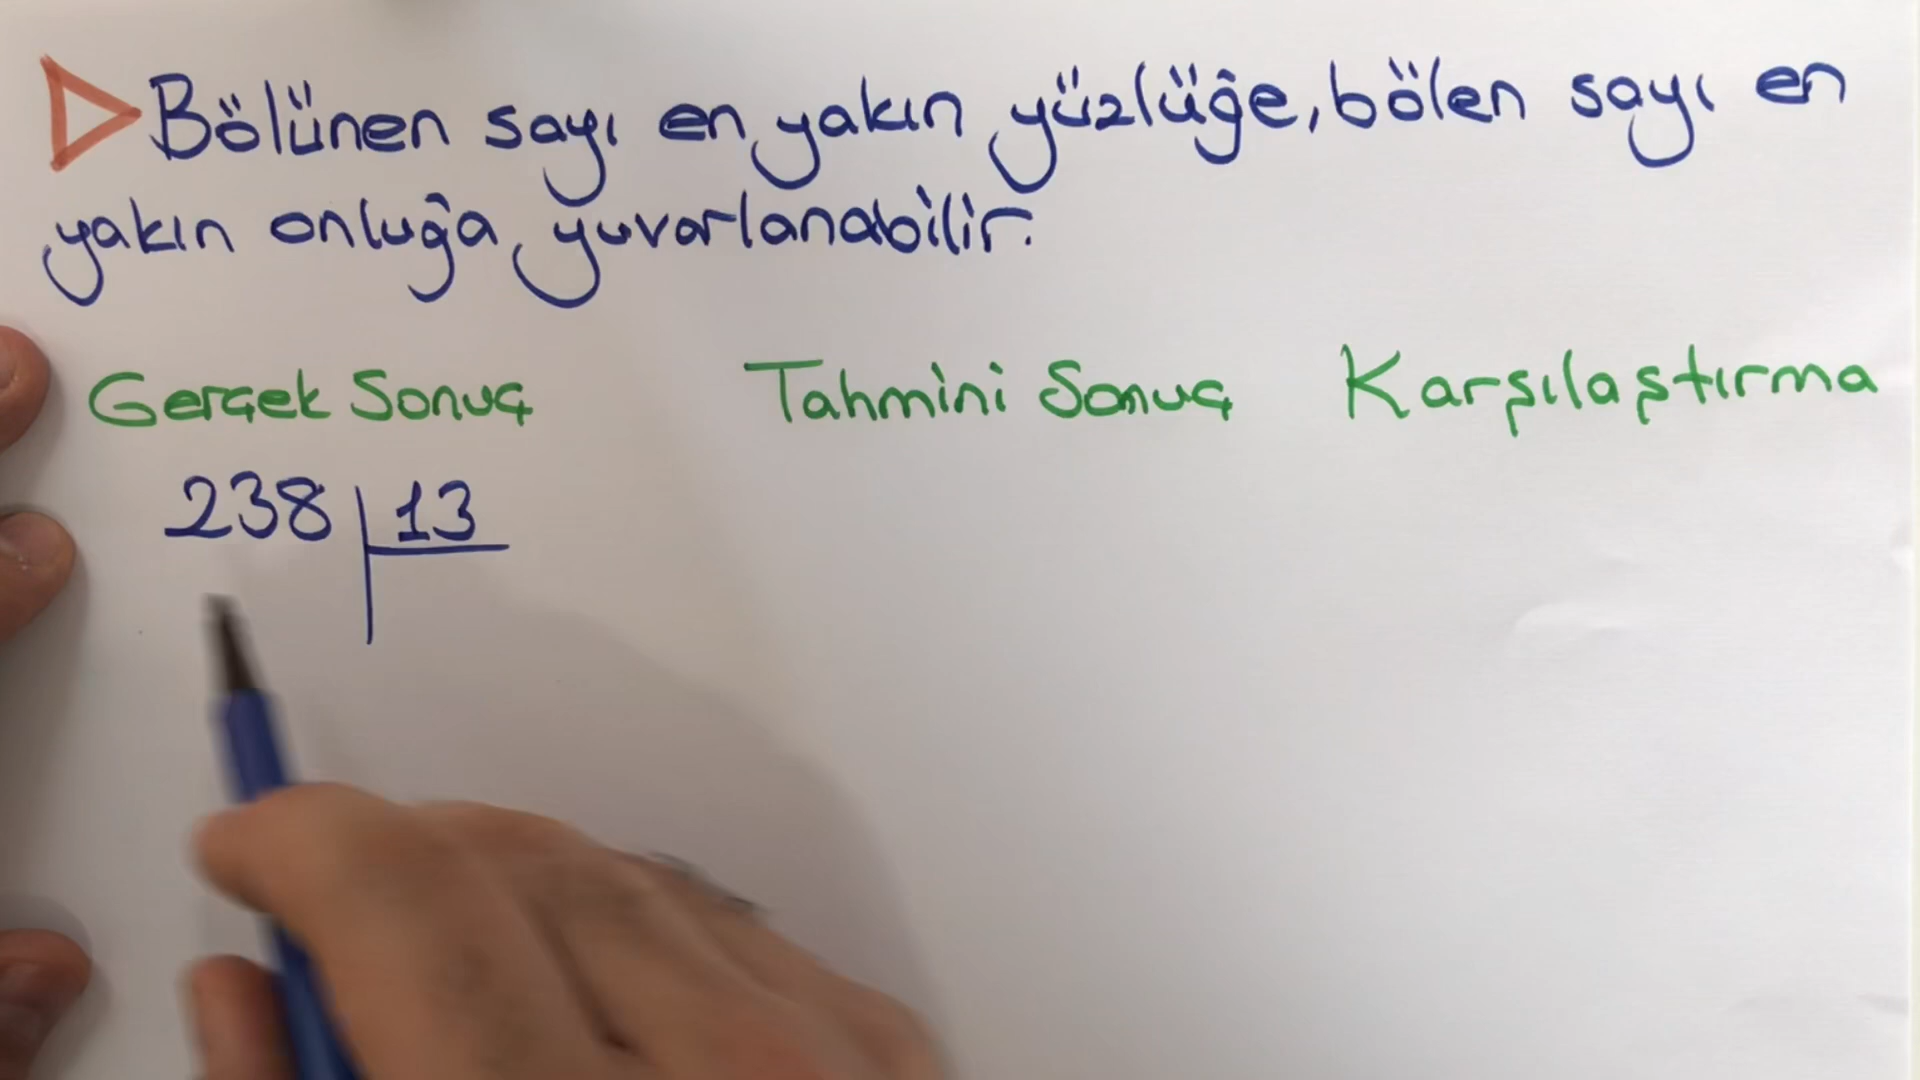 Bölünen sayı en yakın yüzlüğe, bölen sayı en
yakın onluğa yuvarlanabilir.
Gerçek Sonuç Tahmini Sonuç Karşılaştırma
238 13